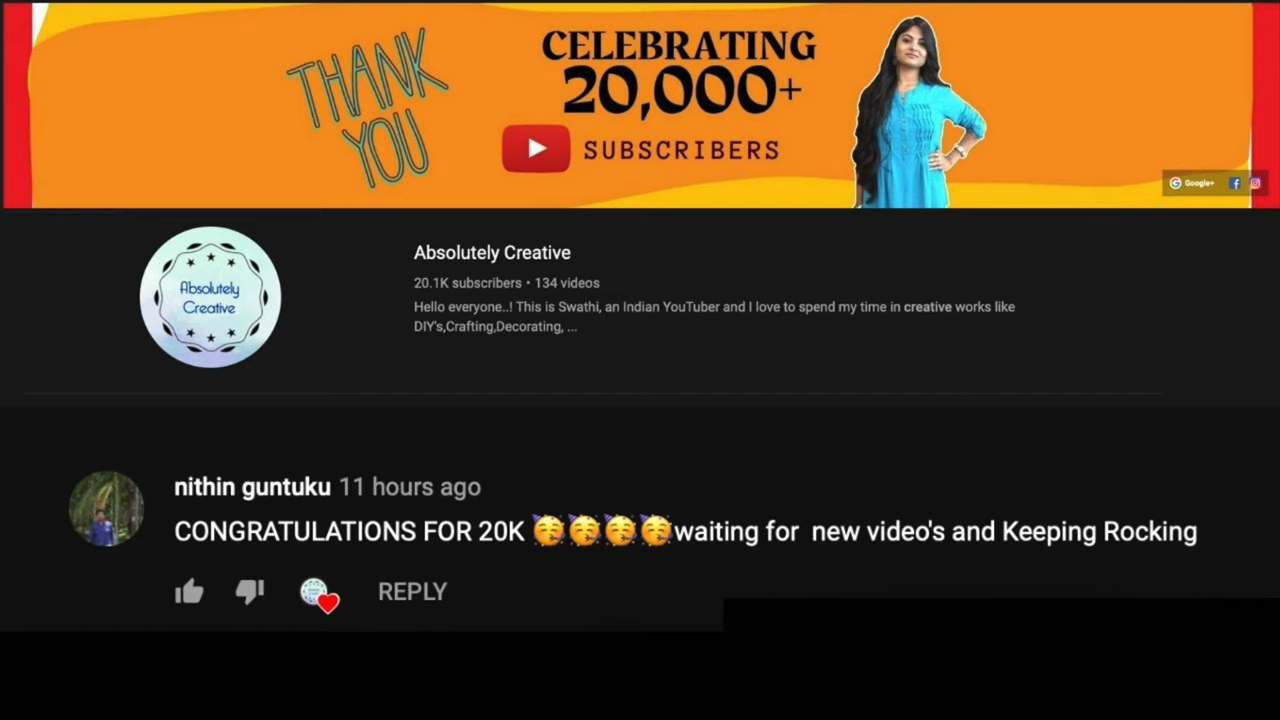 THANK
YOU
CELEBRATING
20,000+
SUBSCRIBERS
Google+
Absolutely
Creative
Absolutely Creative
20.1K subscribers • 134 videos
Hello everyone..! This is Swathi, an Indian YouTuber and I love to spend my time in creative works like
DIY's,Crafting,Decorating, ...
nithin guntuku 11 hours ago
CONGRATULATIONS FOR 20K 🥳🥳🥳🥳waiting for new video's and Keeping Rocking
REPLY